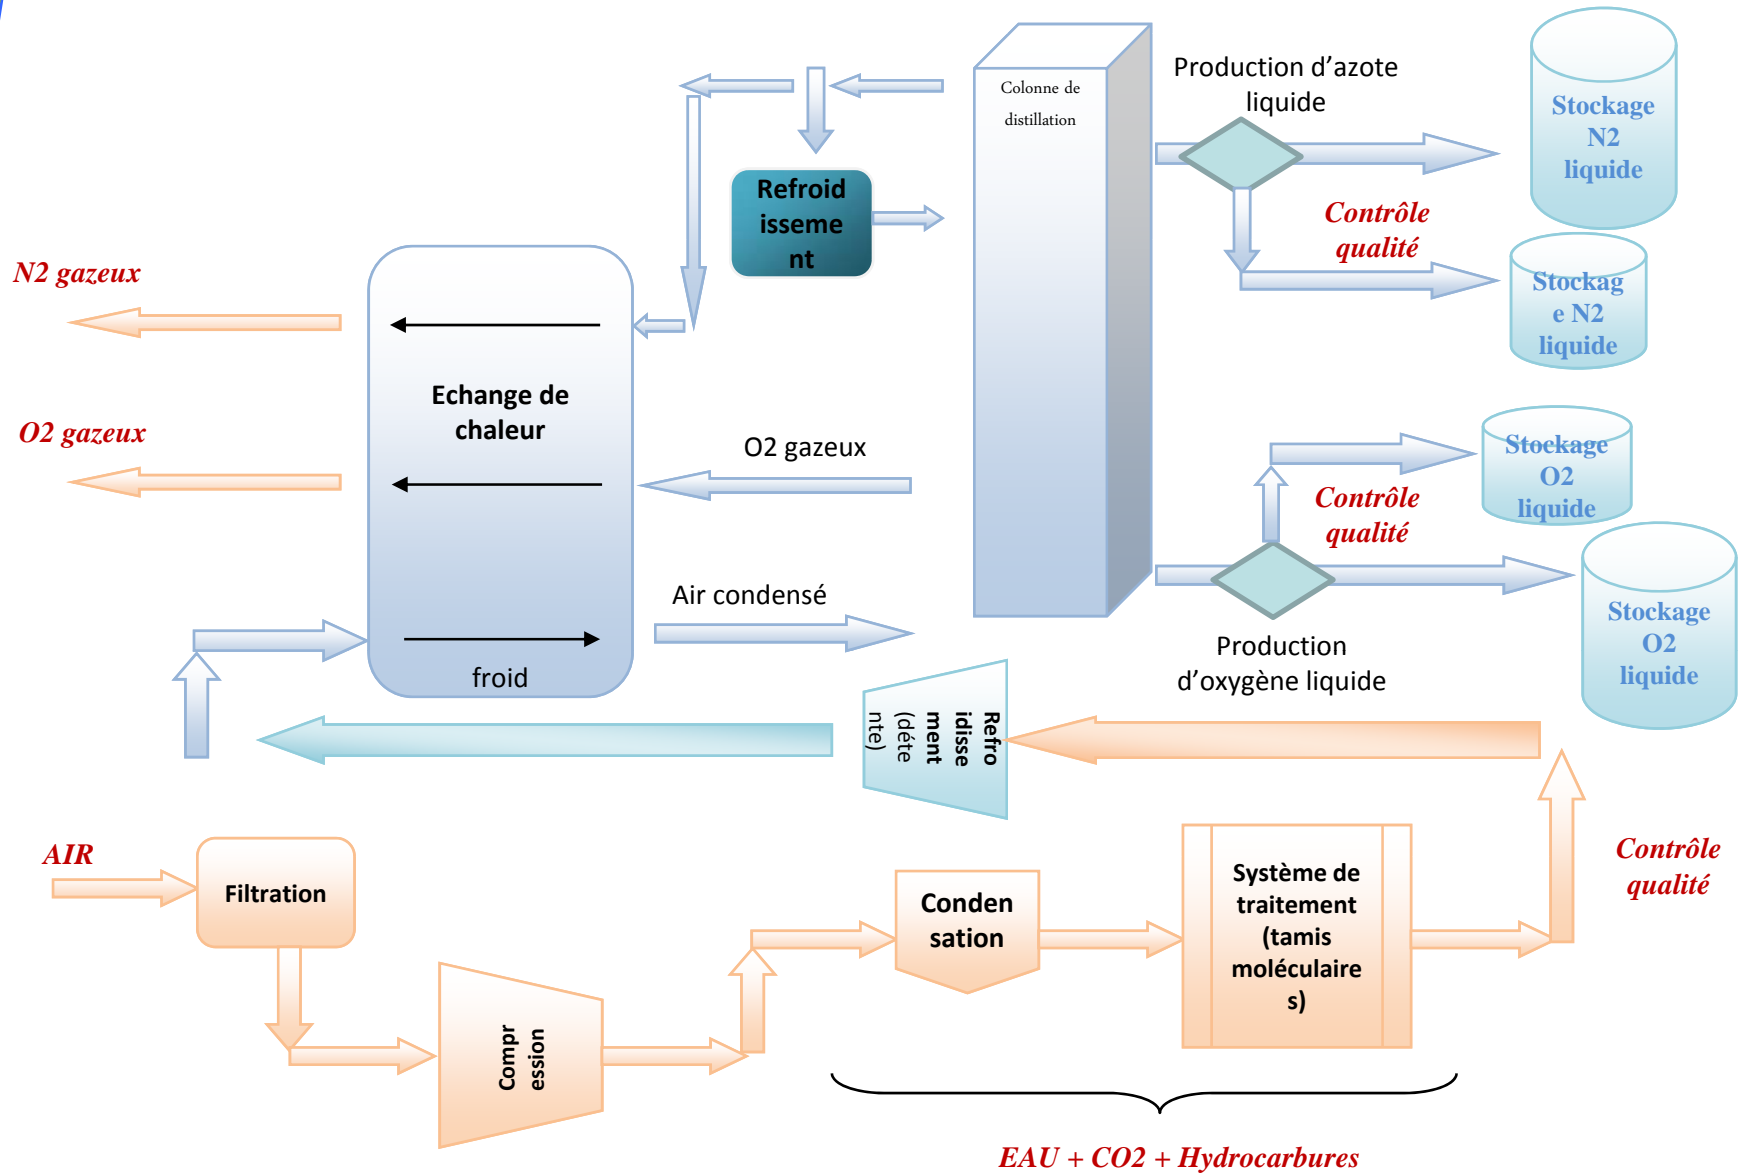 Production d’azote
liquide
Colonne de
distillation
Stockage
N2
liquide
Refroid
isseme
nt
Contrôle
qualité
N2 gazeux
Stockag
e N2
liquide
Echange de
chaleur
O2 gazeux
O2 gazeux
Stockage
O2
liquide
Contrôle
qualité
Air condensé
froid
Production
d’oxygène liquide
Stockage
O2
liquide
Refro
idisse
ment
(déte
nte)
AIR
Filtration
Compr
ession
Conden
sation
Système de
traitement
(tamis
moléculaire
s)
Contrôle
qualité
EAU + CO2 + Hydrocarbures